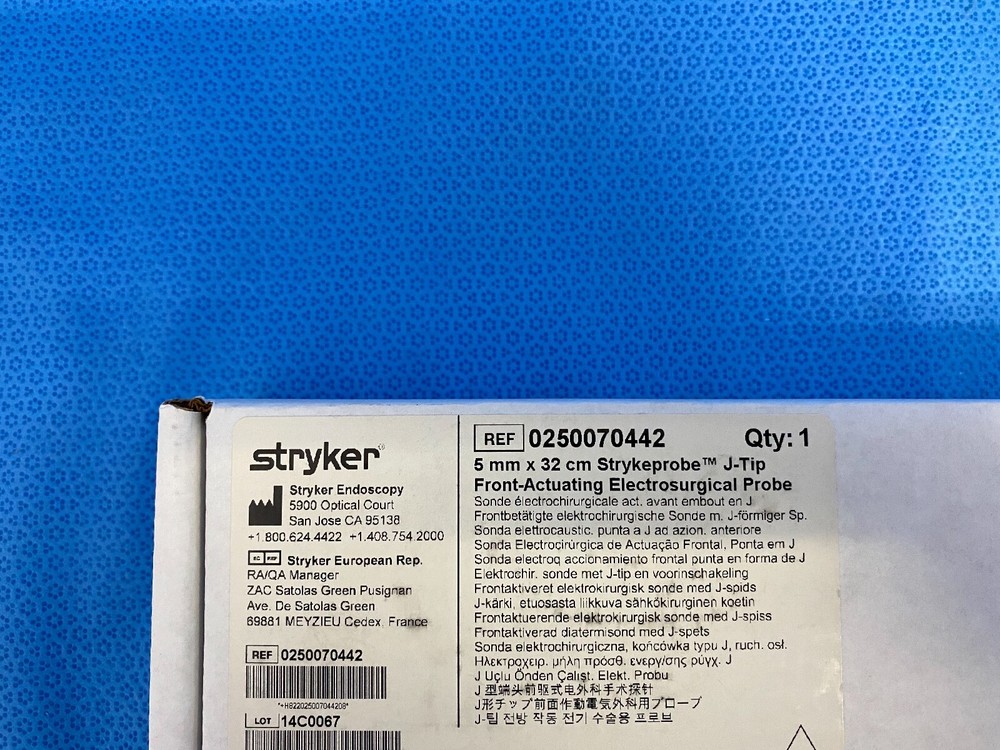 stryker®
Stryker Endoscopy
5900 Optical Court
San Jose CA 95138
+1.800.624.4422 +1.408.754.2000
EC REP Stryker European Rep.
RA/QA Manager
ZAC Satolas Green Pusignan
Ave. De Satolas Green
69881 MEYZIEU Cedex, France
REF 0250070442
LOT 14C0067
REF 0250070442 Qty: 1
5 mm x 32 cm Strykeprobe™ J-Tip
Front-Actuating Electrosurgical Probe
Sonde électrochirurgicale act. avant embout en J
Frontbetätigte elektrochirurgische Sonde m. J-förmiger Sp.
Sonda elettrocaustic. punta a J ad azion. anteriore
Sonda Electroçirúrgica de Actuação Frontal, Ponta em J
Sonda electroq accionamiento frontal punta en forma de J
Elektrochir. sonde met J-tip en voorinschakeling
Frontaktiveret elektrokirurgisk sonde med J-spids
J-kärki, etuosasta liikkuva sähkökirurginen koetin
Frontaktuerende elektrokirurgisk sonde med J-spiss
Frontaktiverad diatermisond med J-spets
Sonda elektrochirurgiczna, końcówka typu J, ruch. osł.
Ηλεκτροχειρ. μήλη πρόσθ. ενεργ/σης ρύγχ. J
J Uçlu Önden Çalışt. Elekt. Probu
J 型端头前驱式电外科手术探针
J形チップ前面作動電気外科用プローブ
J-팁 전방 작동 전기 수술용 프로브